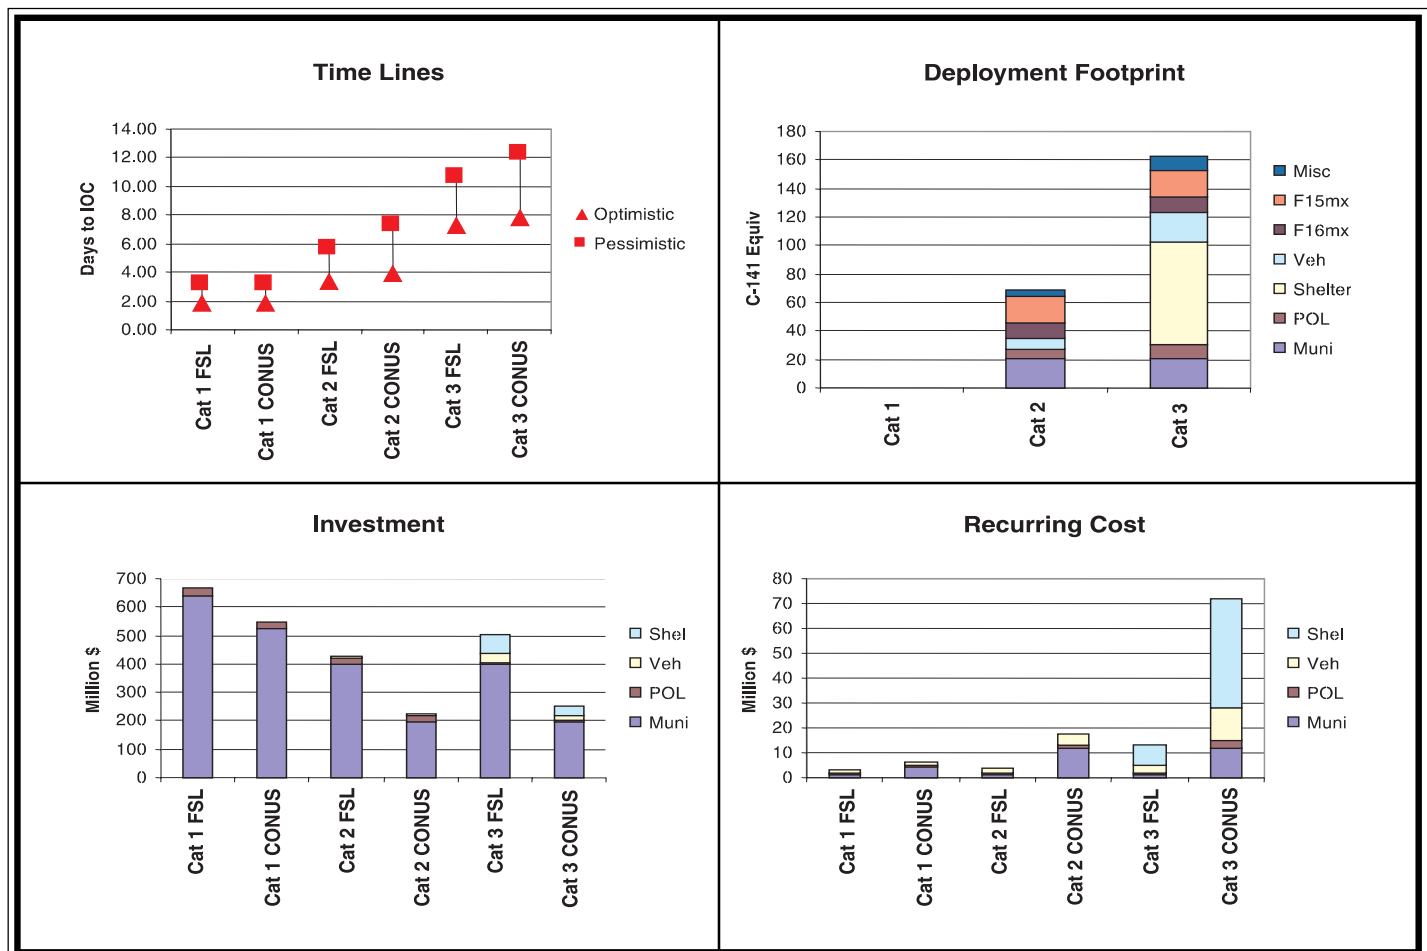 Time Lines
14.00
12.00
10.00
8.00
6.00
4.00
2.00
0.00
Days to IOC
Cat 1 FSL
Cat 1 CONUS
Cat 2 FSL
Cat 2 CONUS
Cat 3 FSL
Cat 3 CONUS
Optimistic
Pessimistic
Deployment Footprint
180
160
140
120
100
80
60
40
20
0
C-141 Equiv
Cat 1
Cat 2
Cat 3
Misc
F15mx
F16mx
Veh
Shelter
POL
Muni
Investment
700
600
500
400
300
200
100
0
Million $
Cat 1 FSL
Cat 1 CONUS
Cat 2 FSL
Cat 2 CONUS
Cat 3 FSL
Cat 3 CONUS
Shel
Veh
POL
Muni
Recurring Cost
80
70
60
50
40
30
20
10
0
Million $
Cat 1 FSL
Cat 1 CONUS
Cat 2 FSL
Cat 2 CONUS
Cat 3 FSL
Cat 3 CONUS
Shel
Veh
POL
Muni